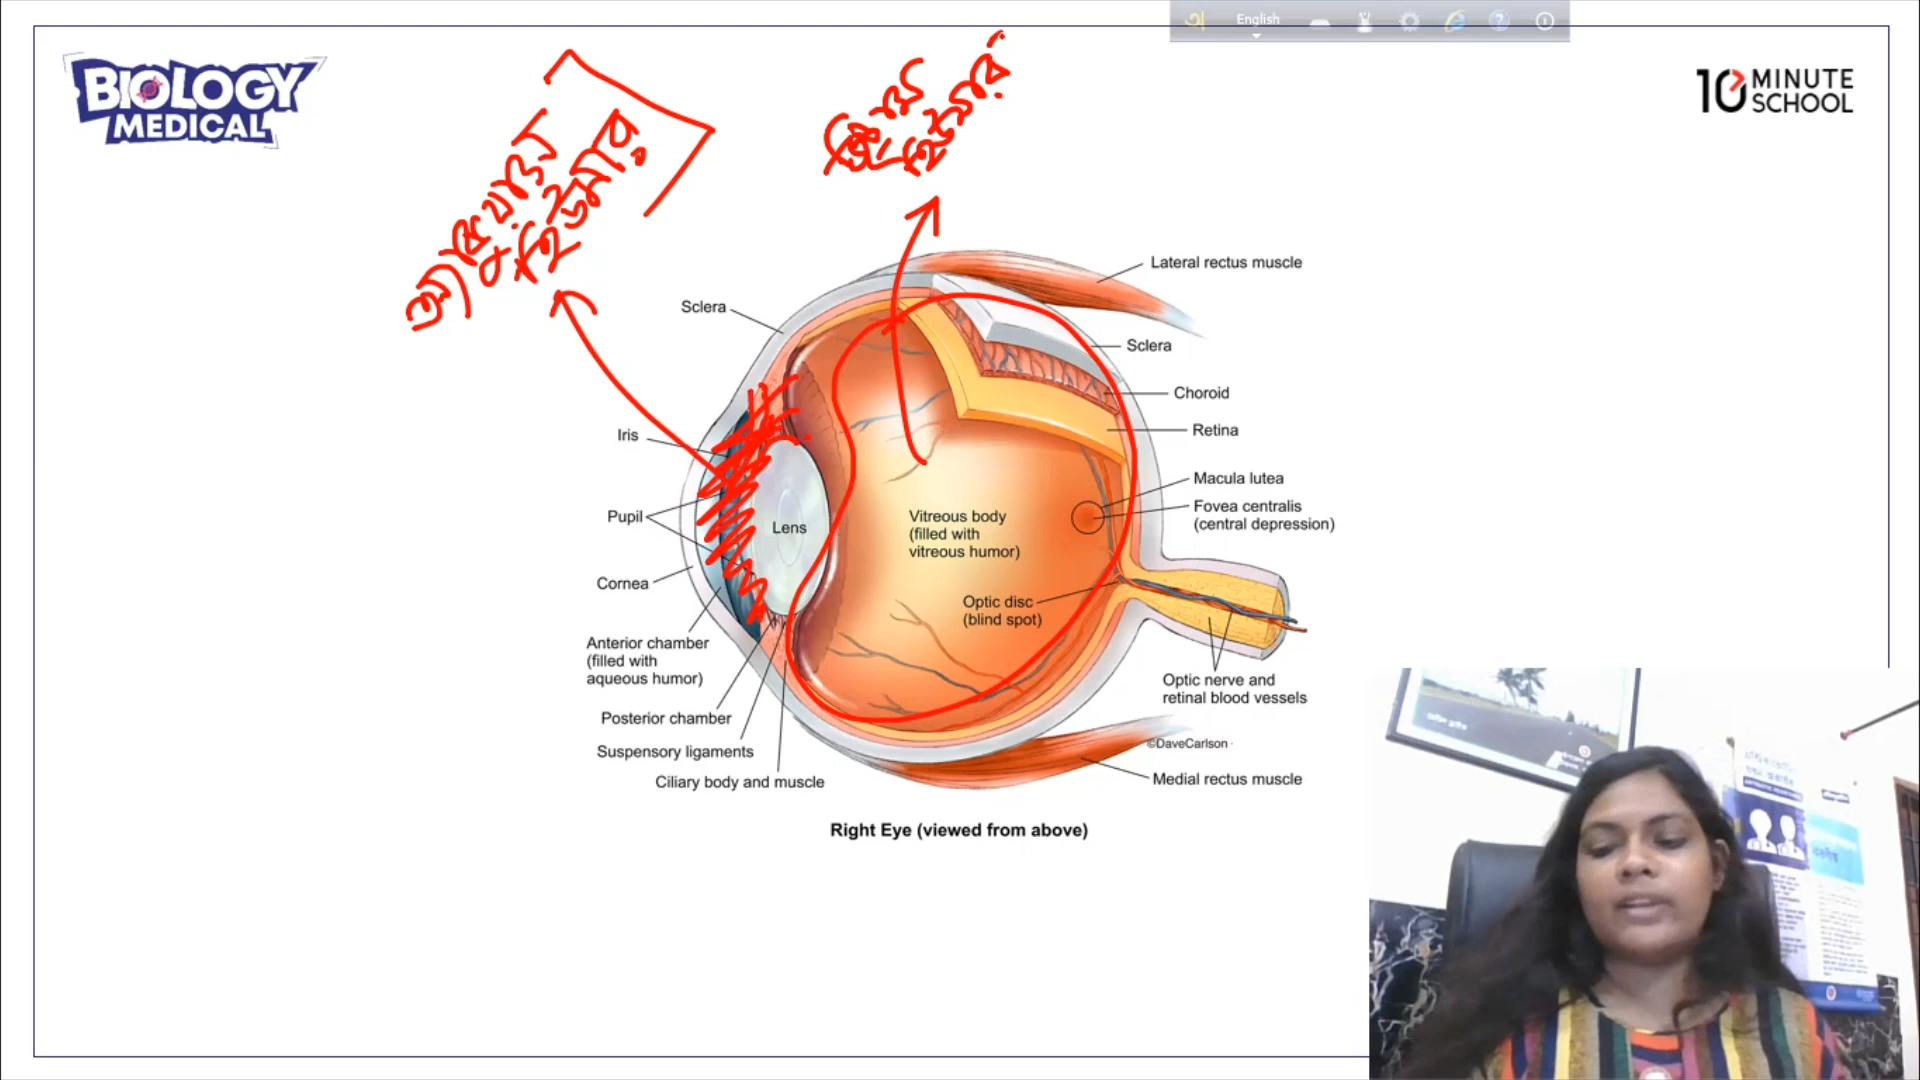 English
BIOLOGY
MEDICAL
10 MINUTE
SCHOOL
অ্যাকুয়াস
হিউমার
ভিট্রিয়াস
হিউমার
Lateral rectus muscle
Sclera
Sclera
Choroid
Retina
Iris
Macula lutea
Fovea centralis
(central depression)
Pupil
Lens
Vitreous body
(filled with
vitreous humor)
Cornea
Optic disc
(blind spot)
Anterior chamber
(filled with
aqueous humor)
Optic nerve and
retinal blood vessels
Posterior chamber
Suspensory ligaments
©DaveCarlson
Ciliary body and muscle
Medial rectus muscle
Right Eye (viewed from above)